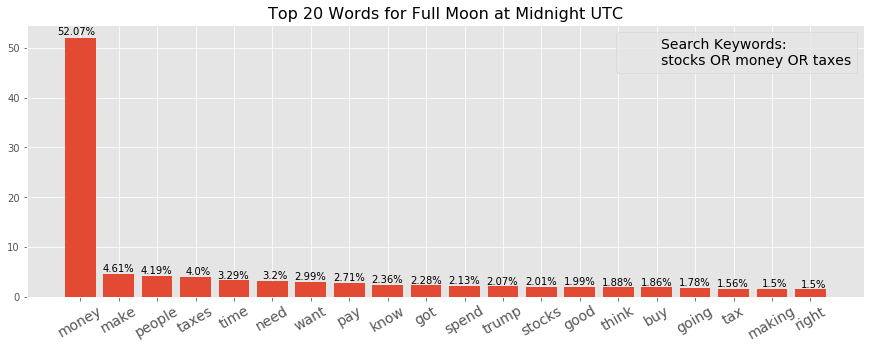 Top 20 Words for Full Moon at Midnight UTC
52.07%
50
40
30
20
10
0
Search Keywords:
stocks OR money OR taxes
4.61% 4.19% 4.0% 3.29% 3.2% 2.99% 2.71% 2.36% 2.28% 2.13% 2.07% 2.01% 1.99% 1.88% 1.86% 1.78% 1.56% 1.5% 1.5%
money make people taxes time need want pay know got spend trump stocks good think buy going tax making right